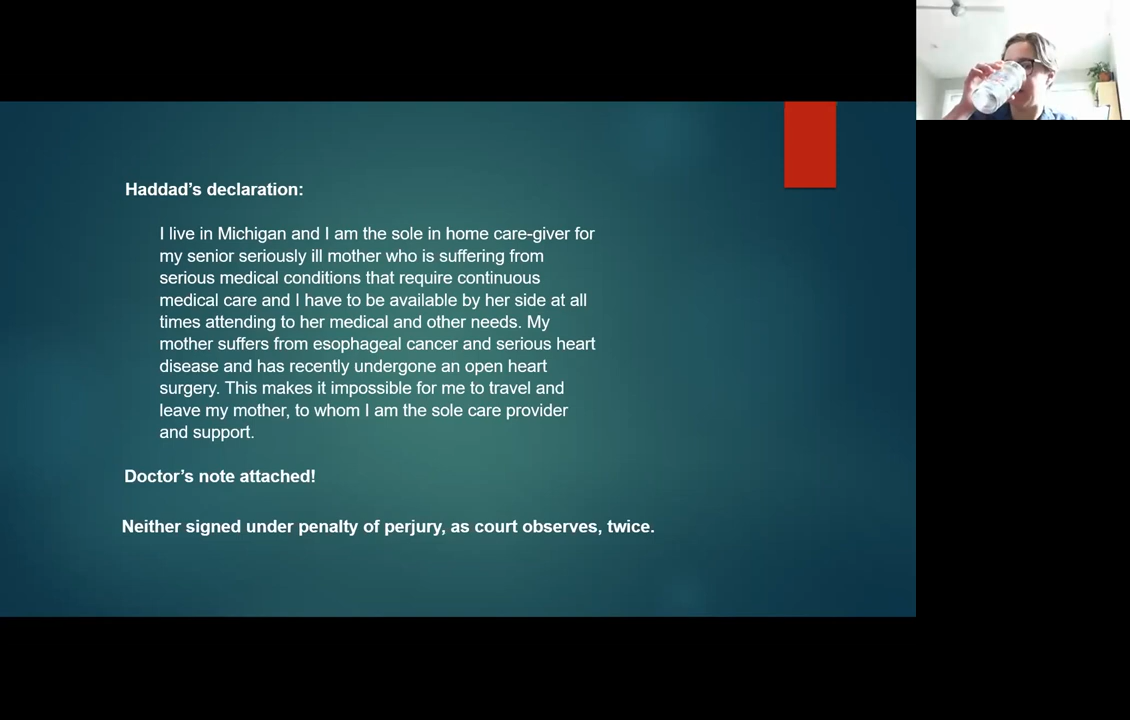 Haddad’s declaration:
I live in Michigan and I am the sole in home care-giver for
my senior seriously ill mother who is suffering from
serious medical conditions that require continuous
medical care and I have to be available by her side at all
times attending to her medical and other needs. My
mother suffers from esophageal cancer and serious heart
disease and has recently undergone an open heart
surgery. This makes it impossible for me to travel and
leave my mother, to whom I am the sole care provider
and support.
Doctor’s note attached!
Neither signed under penalty of perjury, as court observes, twice.